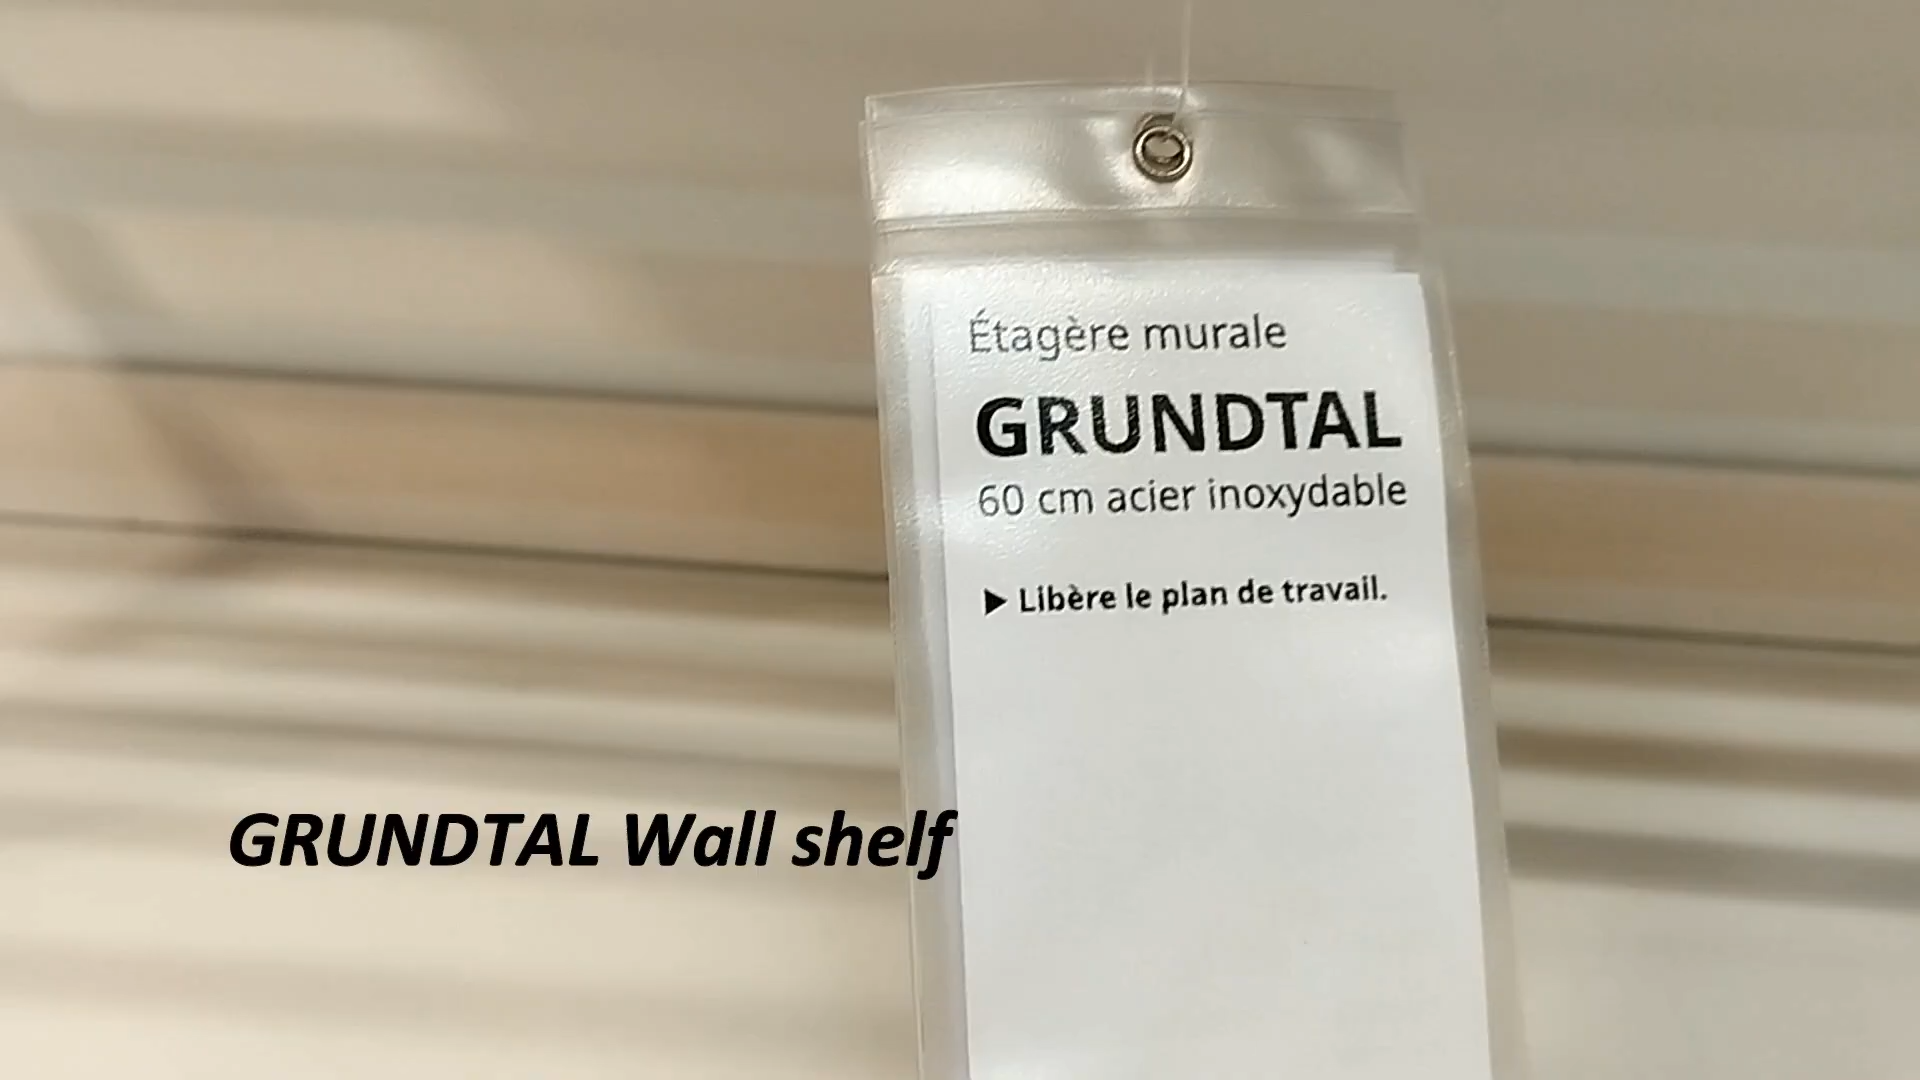 Étagère murale
GRUNDTAL
60 cm acier inoxydable
▶ Libère le plan de travail.
GRUNDTAL Wall shelf